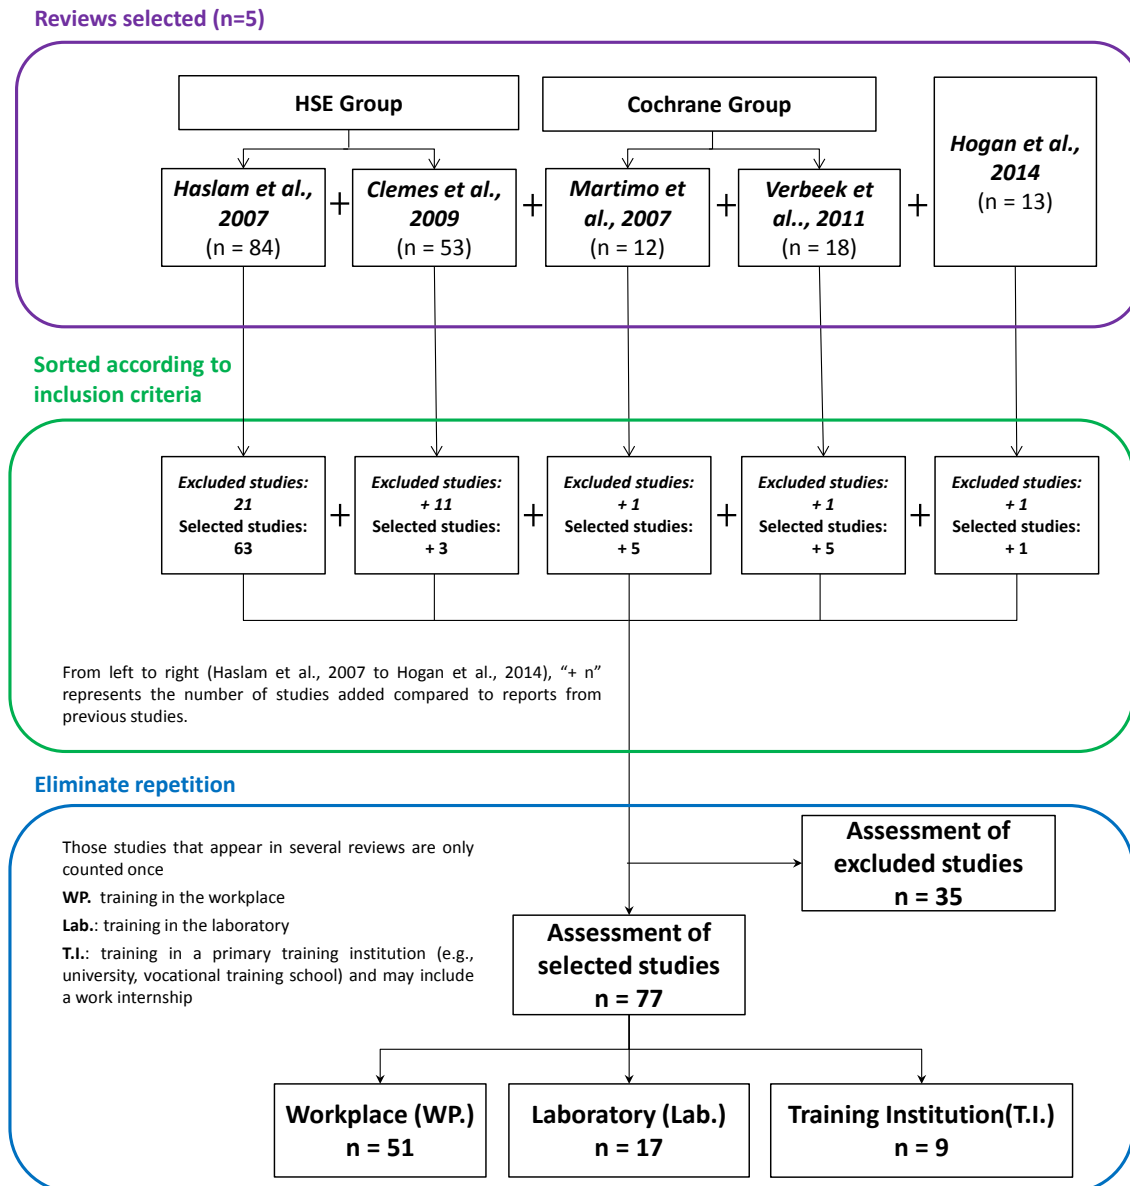 Reviews selected (n=5)
HSE Group
Cochrane Group
Hogan et al.,
2014
(n = 13)
Haslam et al.,
2007
(n = 84)
+
Clemes et al.,
2009
(n = 53)
+
Martimo et
al., 2007
(n = 12)
+
Verbeek et
al.., 2011
(n = 18)
+
Sorted according to
inclusion criteria
Excluded studies:
21
Selected studies:
63
+
Excluded studies:
+ 11
Selected studies:
+ 3
+
Excluded studies:
+ 1
Selected studies:
+ 5
+
Excluded studies:
+ 1
Selected studies:
+ 5
+
Excluded studies:
+ 1
Selected studies:
+ 1
From left to right (Haslam et al., 2007 to Hogan et al., 2014), “+ n”
represents the number of studies added compared to reports from
previous studies.
Eliminate repetition
Those studies that appear in several reviews are only
counted once
WP. training in the workplace
Lab.: training in the laboratory
T.I.: training in a primary training institution (e.g.,
university, vocational training school) and may include
a work internship
Assessment of
excluded studies
n = 35
Assessment of
selected studies
n = 77
Workplace (WP.)
n = 51
Laboratory (Lab.)
n = 17
Training Institution(T.I.)
n = 9